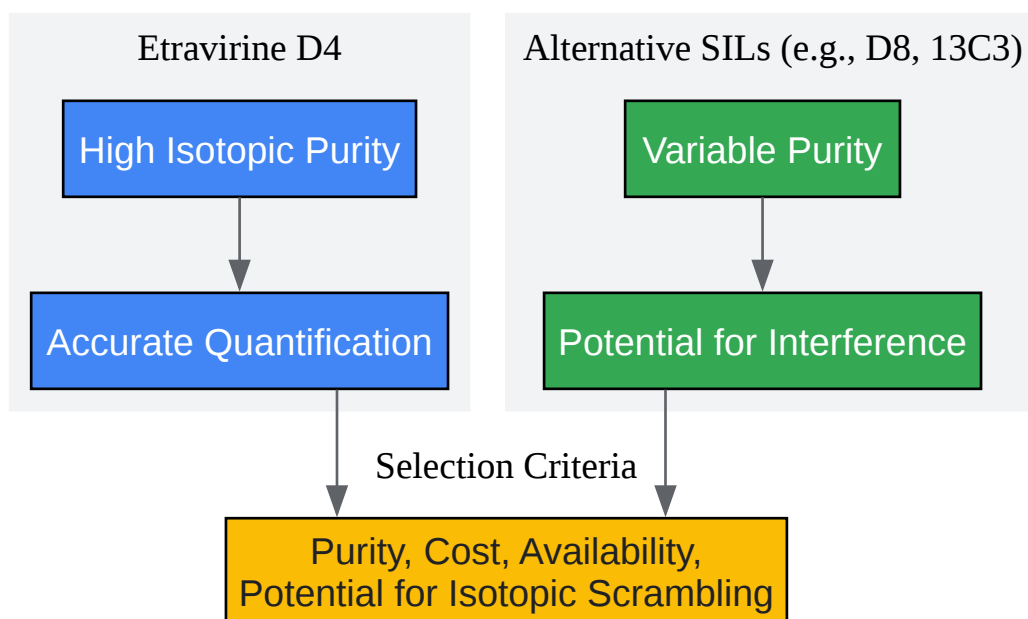 Etravirine D4
High Isotopic Purity
Accurate Quantification
Alternative SILs (e.g., D8, 13C3)
Variable Purity
Potential for Interference
Selection Criteria
Purity, Cost, Availability,
Potential for Isotopic Scrambling